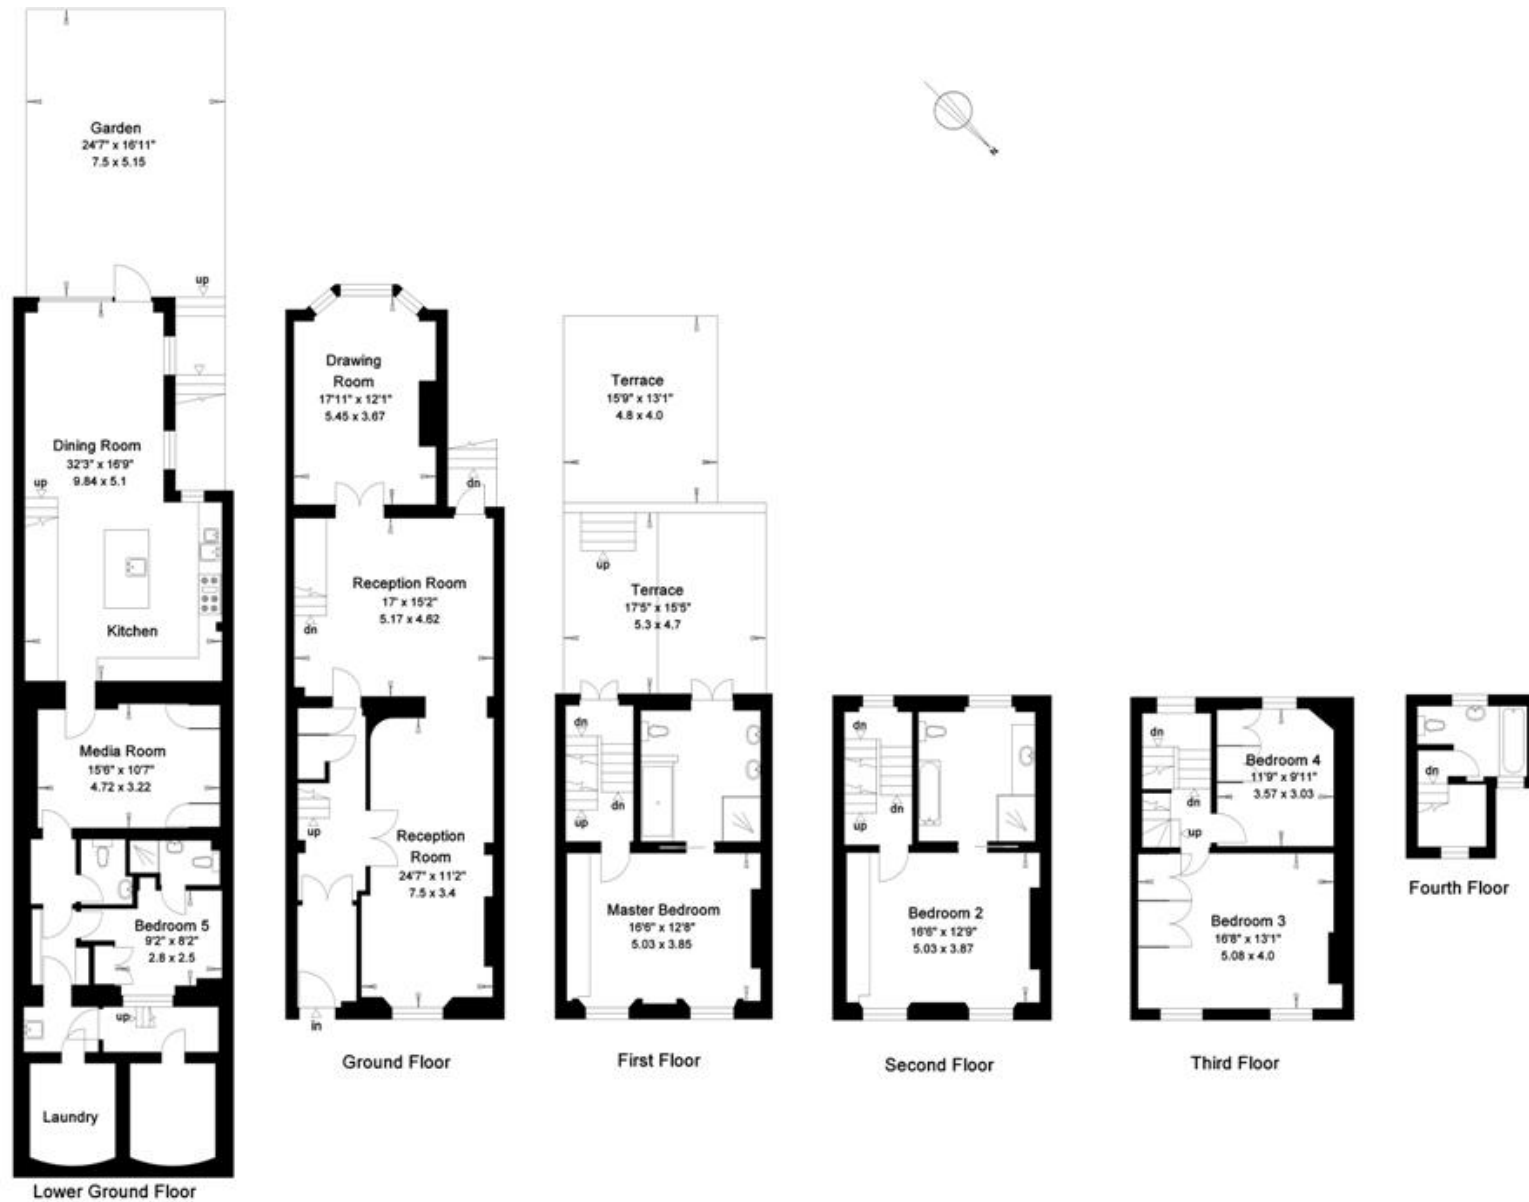 Garden
24'7" x 16'11"
7.5 x 5.15
up
Dining Room
32'3" x 16'9"
9.84 x 5.1
up
Kitchen
Media Room
15'6" x 10'7"
4.72 x 3.22
Bedroom 5
9'2" x 8'2"
2.8 x 2.5
up
Laundry
Lower Ground Floor
Drawing
Room
17'11" x 12'1"
5.45 x 3.67
dn
Reception Room
17' x 15'2"
5.17 x 4.62
dn
up
Reception
Room
24'7" x 11'2"
7.5 x 3.4
in
Ground Floor
Terrace
15'9" x 13'1"
4.8 x 4.0
up
Terrace
17'5" x 15'5"
5.3 x 4.7
dn
dn
up
Master Bedroom
16'6" x 12'8"
5.03 x 3.85
First Floor
N
dn
dn
up
Bedroom 2
16'6" x 12'9"
5.03 x 3.87
Second Floor
dn
dn
up
Bedroom 4
11'9" x 9'11"
3.57 x 3.03
Bedroom 3
16'8" x 13'1"
5.08 x 4.0
Third Floor
dn
Fourth Floor